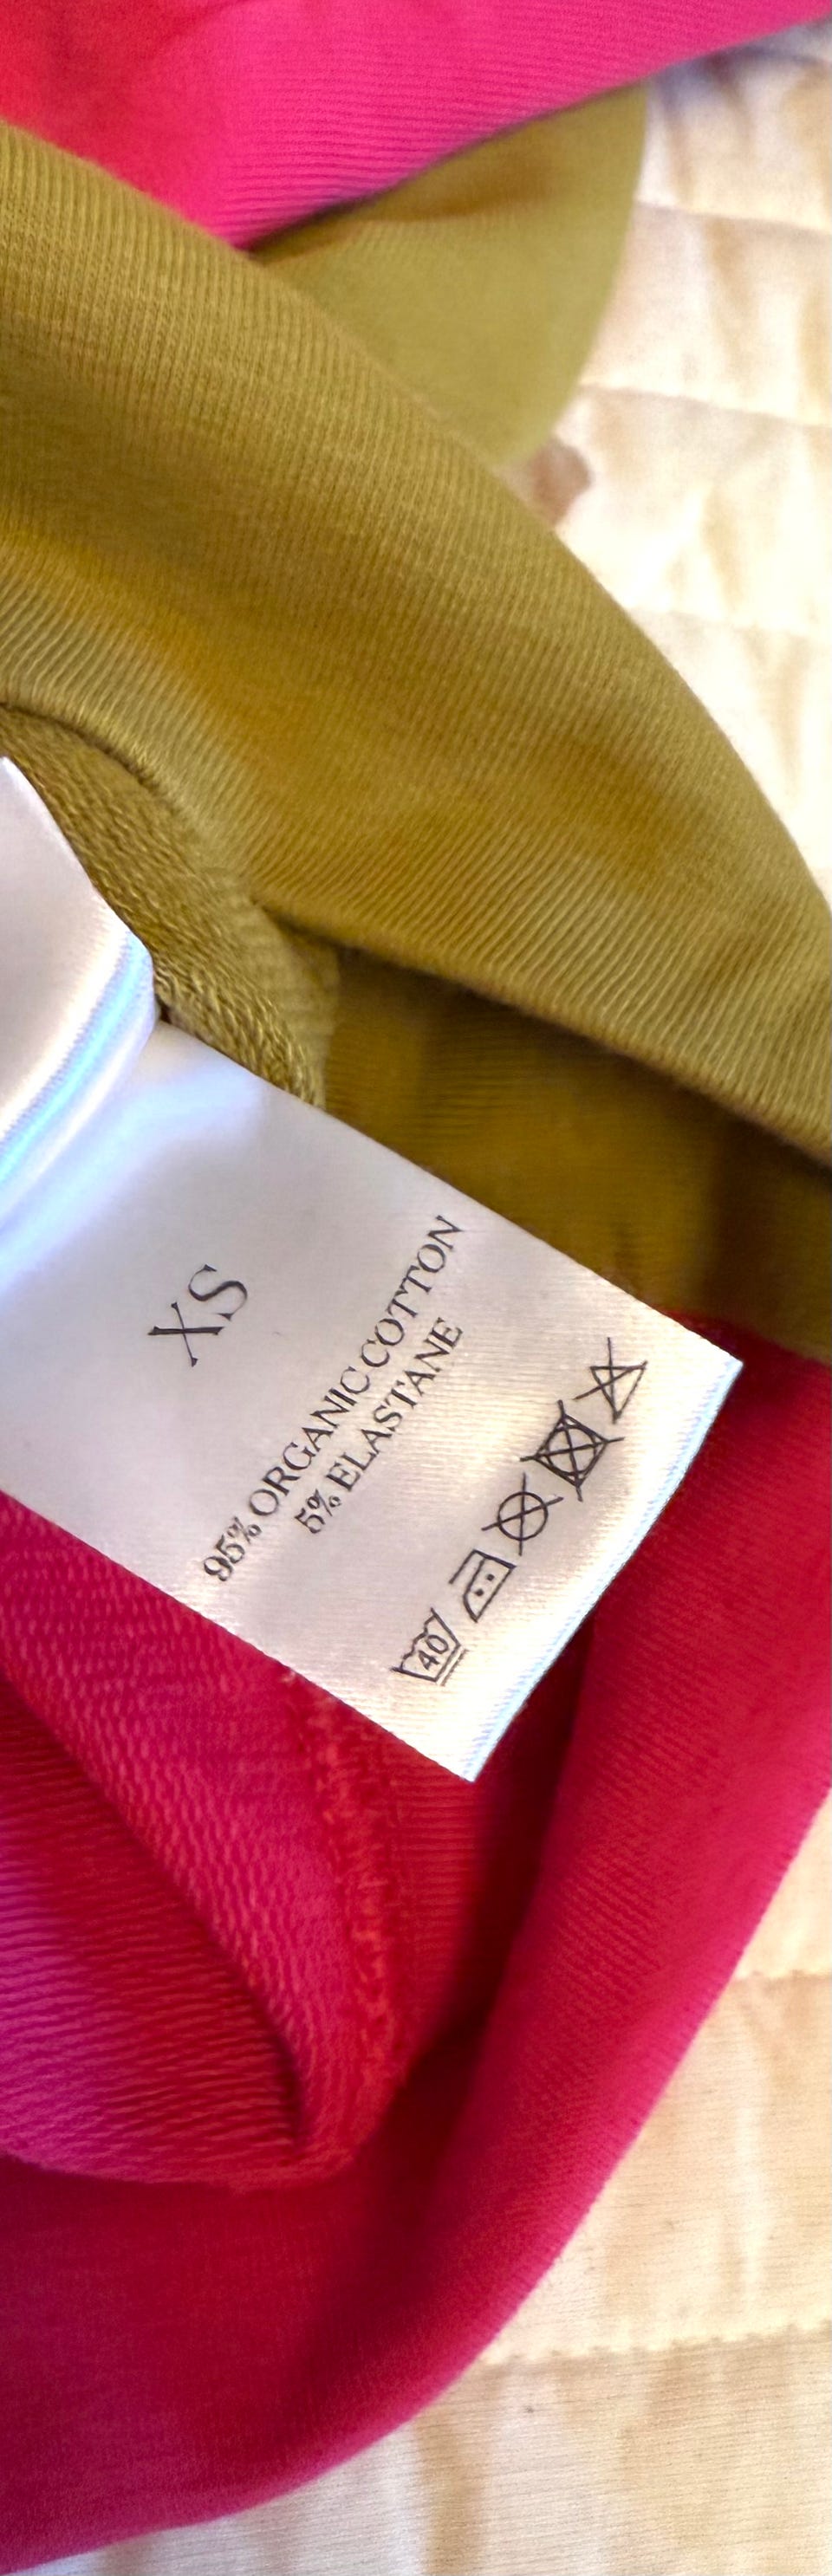 XS
95% ORGANIC COTTON
5% ELASTANE
40